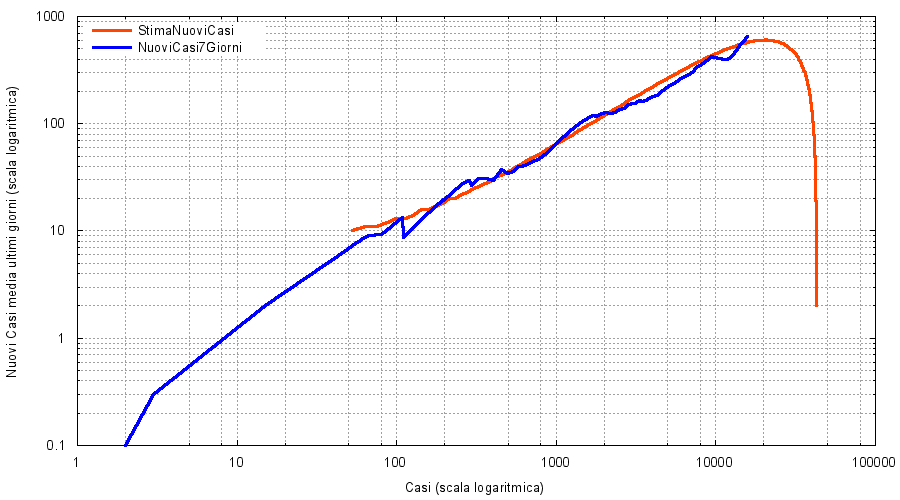 1000
StimaNuoviCasi
NuoviCasi7Giorni
100
10
1
0.1
Nuovi Casi media ultimi giorni (scala logaritmica)
1 10 100 1000 10000 100000
Casi (scala logaritmica)